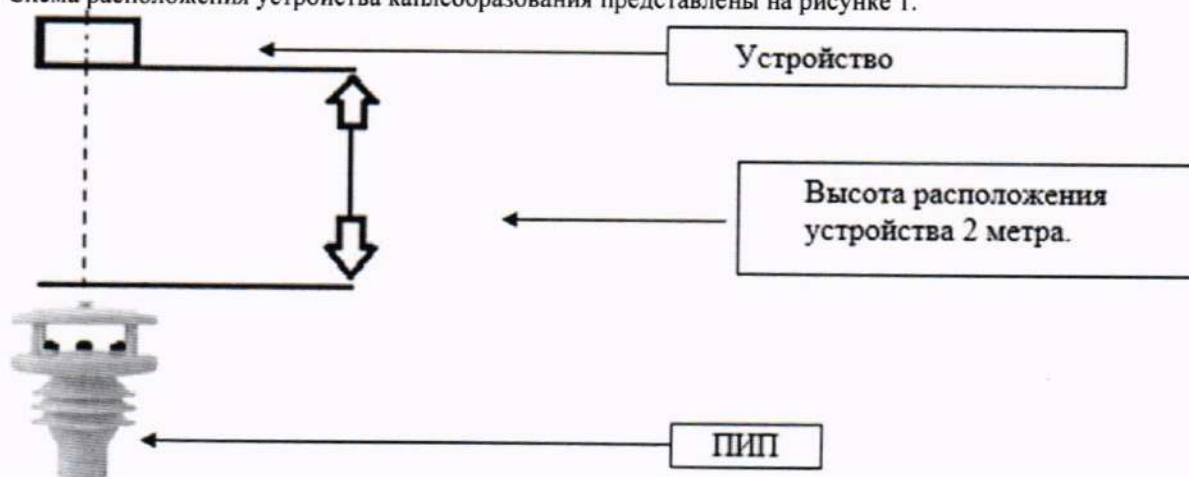 Схема расположения устройства каплеобразования представлены на рисунке 1.
Устройство
Высота расположения
устройства 2 метра.
ПИП